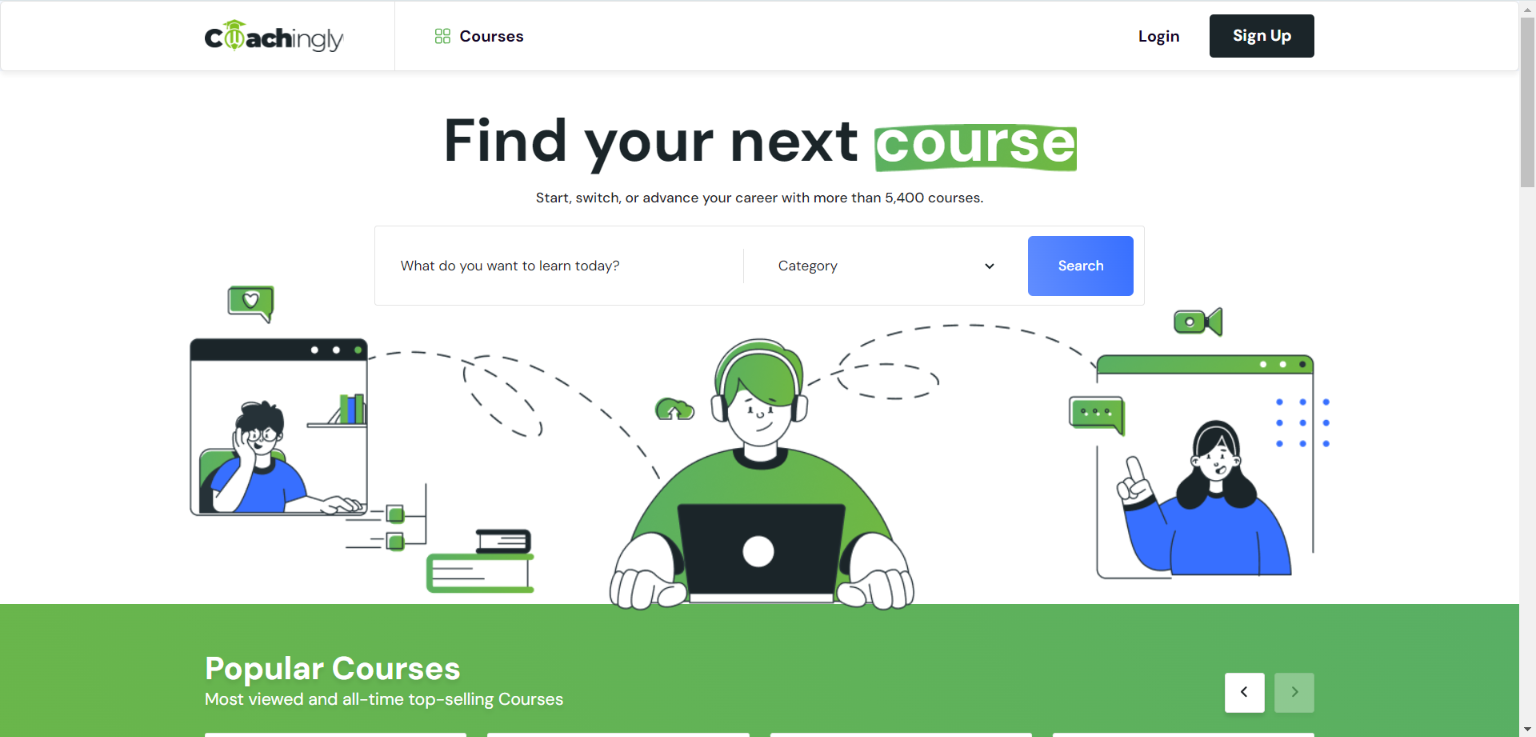 Coachingly
Courses
Login
Sign Up
Find your next course
Start, switch, or advance your career with more than 5,400 courses.
What do you want to learn today?
Category
Search
Popular Courses
Most viewed and all-time top-selling Courses